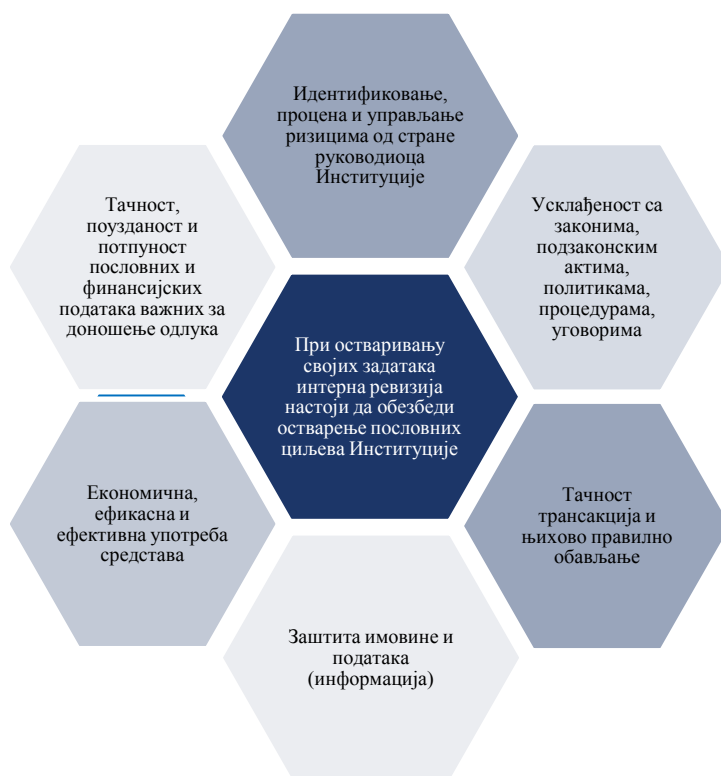 Идентификовање,
процена и управљање
ризицима од стране
руководиоца
Институције
Усклађеност са
законима,
подзаконским
актима,
политикама,
процедурама,
уговорима
Тачност
трансакција и
њихово правилно
обављање
Заштита имовине и
података
(информација)
Економична,
ефикасна и
ефективна употреба
средстава
Тачност,
поузданост и
потпуност
пословних и
финансијских
података важних за
доношење одлука
При остваривању
својих задатака
интерна ревизија
настоји да обезбеди
остварење пословних
циљева Институције